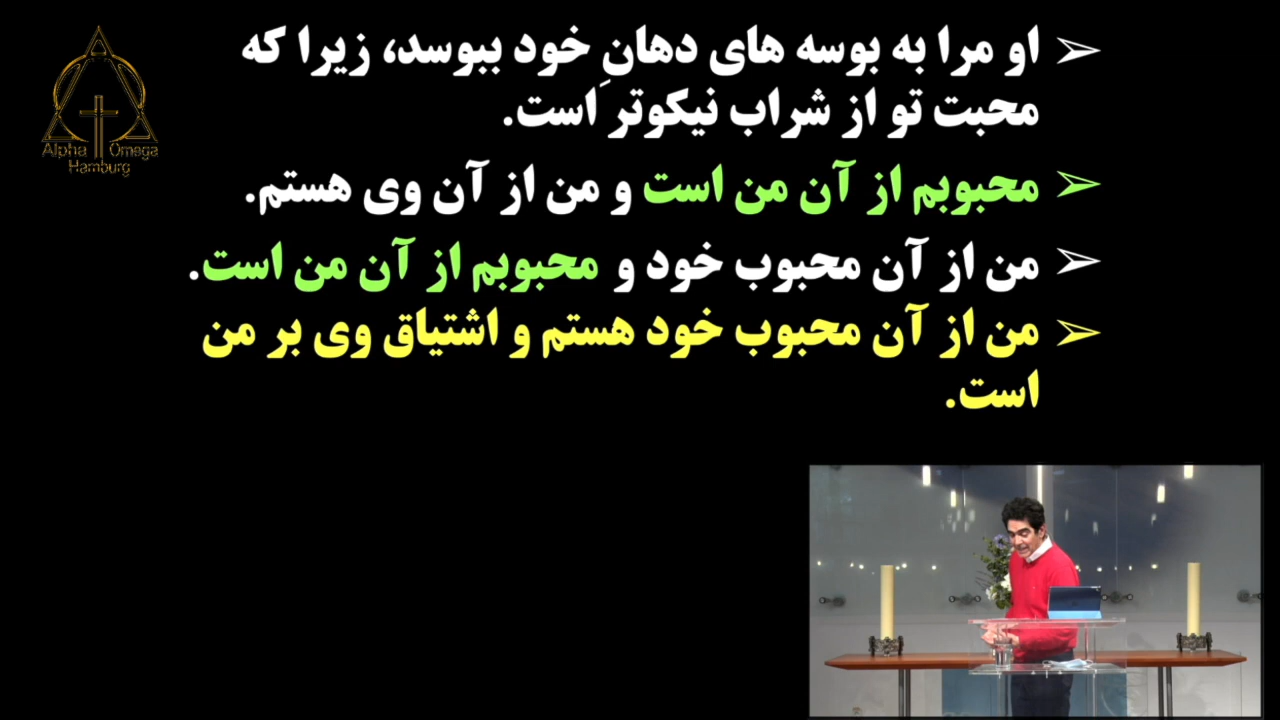 ➢ او مرا به بوسه های دهانِ خود ببوسد، زیرا که
محبت تو از شراب نیکوتر است.
➢ محبوبم از آن من است و من از آن وی هستم.
➢ من از آن محبوب خود و محبوبم از آن من است.
➢ من از آن محبوب خود هستم و اشتیاق وی بر من
است.
Alpha Omega
Hamburg